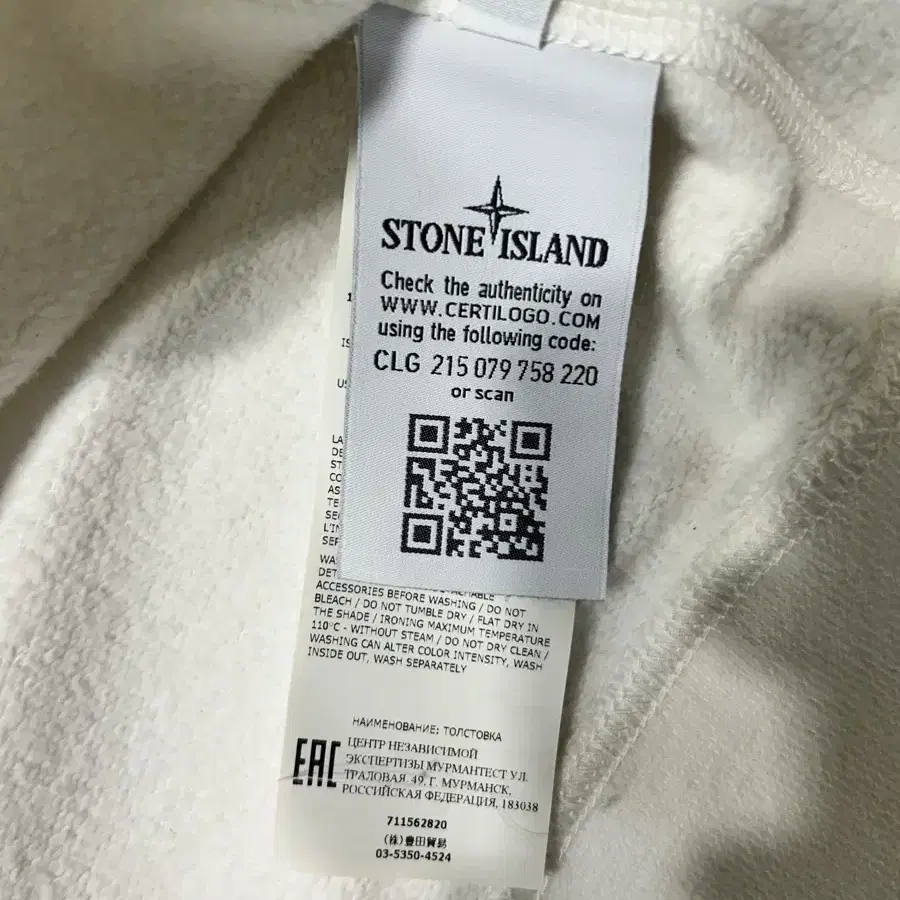 STONE ISLAND
Check the authenticity on
WWW.CERTILOGO.COM
using the following code:
CLG 215 079 758 220
or scan
ACCESSORIES BEFORE WASHING / DO NOT
BLEACH / DO NOT TUMBLE DRY / FLAT DRY IN
THE SHADE / IRONING MAXIMUM TEMPERATURE
110°C - WITHOUT STEAM / DO NOT DRY CLEAN /
WASHING CAN ALTER COLOR INTENSITY, WASH
INSIDE OUT, WASH SEPARATELY
НАИМЕНОВАНИЕ: ТОЛСТОВКА
EAC
ЦЕНТР НЕЗАВИСИМОЙ
ЭКСПЕРТИЗЫ МУРМАНТЕСТ УЛ.
ТРАЛОВАЯ 49, Г. МУРМАНСК,
РОССИЙСКАЯ ФЕДЕРАЦИЯ, 183038
711562820
(株)豊田貿易
03-5350-4524